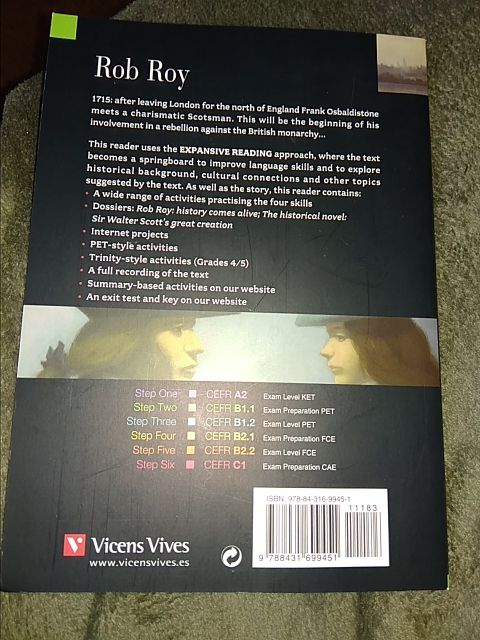 Rob Roy
1715: after leaving London for the north of England Frank Osbaldistone
meets a charismatic Scotsman. This will be the beginning of his
involvement in a rebellion against the British monarchy...
This reader uses the EXPANSIVE READING approach, where the text
becomes a springboard to improve language skills and to explore
historical background, cultural connections and other topics
suggested by the text. As well as the story, this reader contains:
• A wide range of activities practising the four skills
• Dossiers: Rob Roy: history comes alive; The historical novel:
Sir Walter Scott's great creation
• Internet projects
• PET-style activities
• Trinity-style activities (Grades 4/5)
• A full recording of the text
• Summary-based activities on our website
• An exit test and key on our website
Step One CEFR A2 Exam Level KET
Step Two CEFR B1.1 Exam Preparation PET
Step Three CEFR B1.2 Exam Level PET
Step Four CEFR B2.1 Exam Preparation FCE
Step Five CEFR B2.2 Exam Level FCE
Step Six CEFR C1 Exam Preparation CAE
ISBN: 978-84-316-9945-1
11183
9 788431 699451
Vicens Vives
www.vicensvives.es